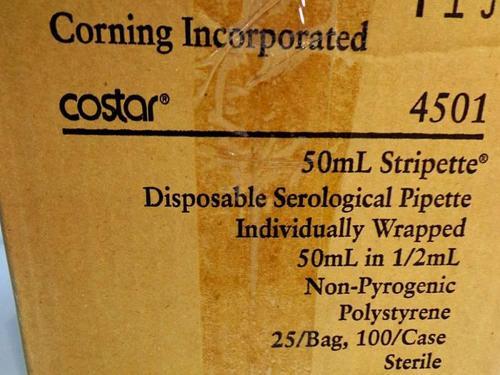 Corning Incorporated
costar® 4501
50mL Stripette®
Disposable Serological Pipette
Individually Wrapped
50mL in 1/2mL
Non-Pyrogenic
Polystyrene
25/Bag, 100/Case
Sterile